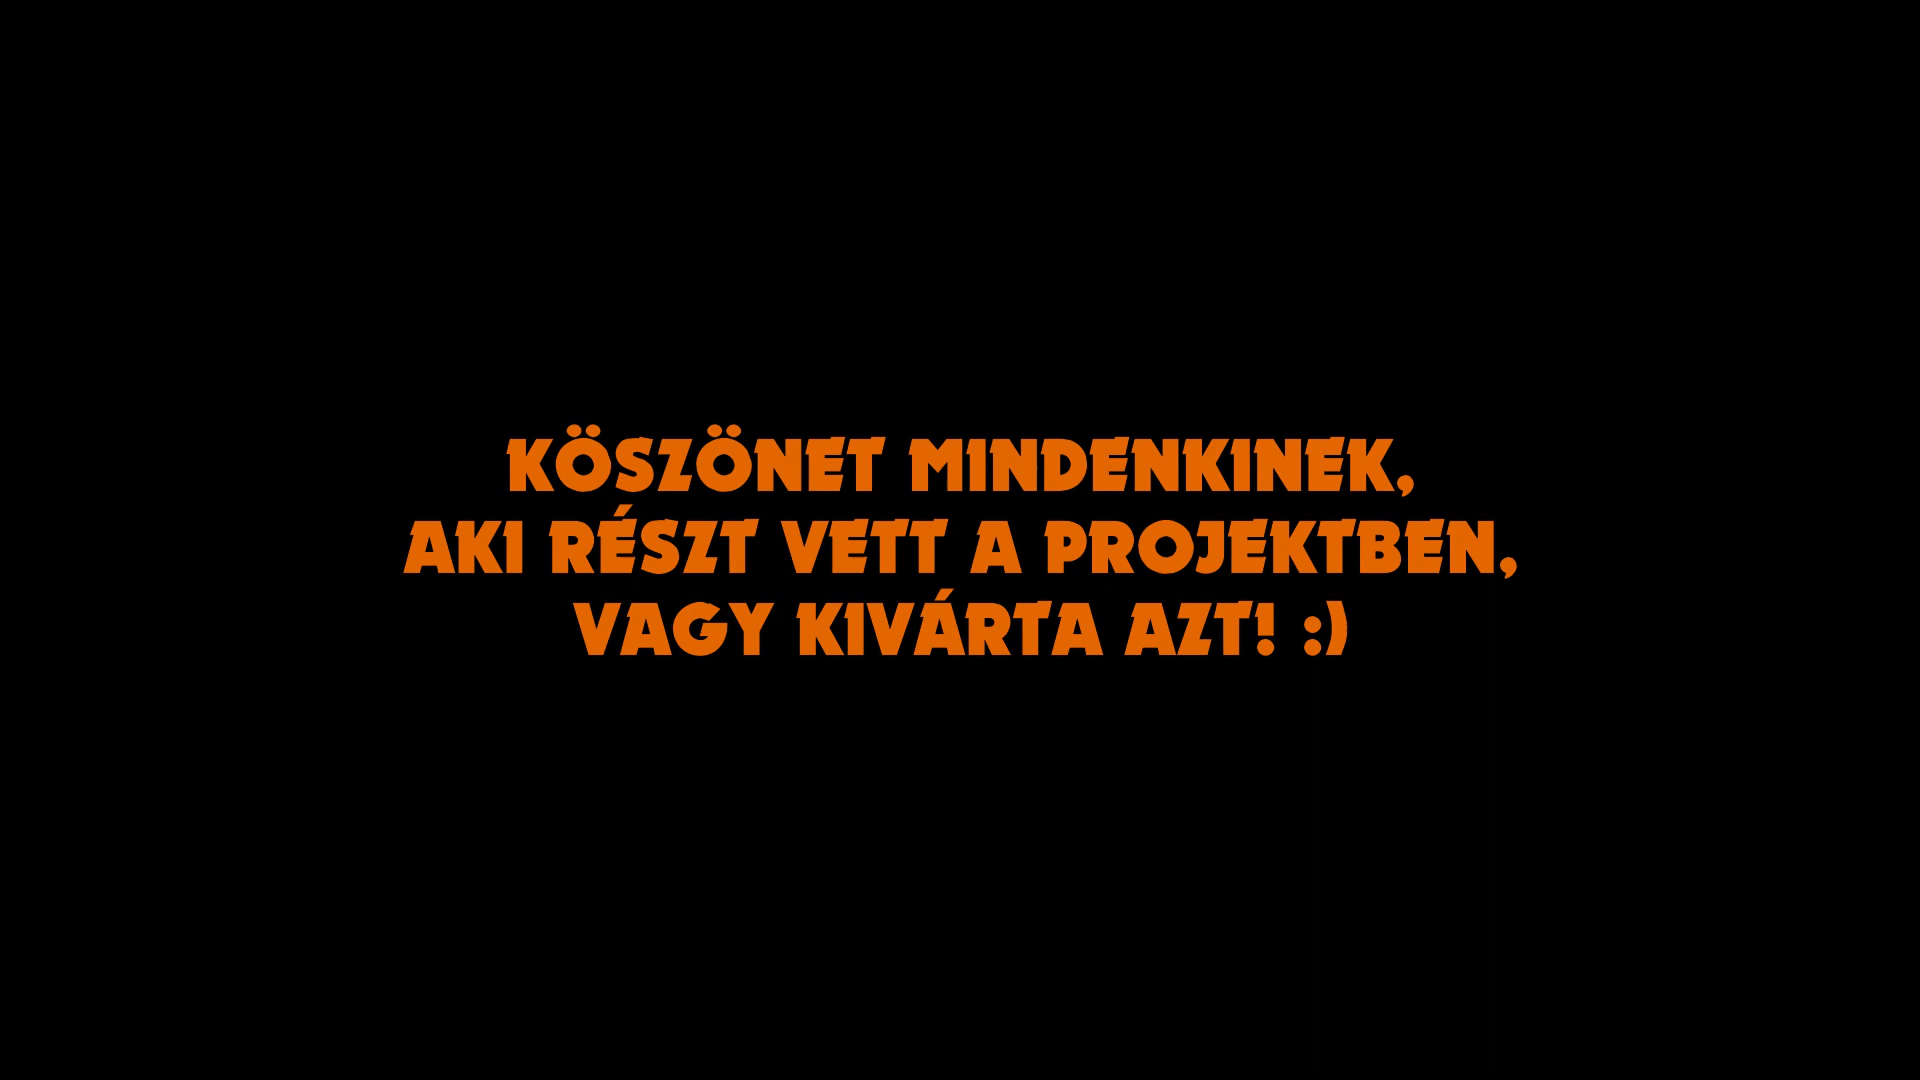 KÖSZÖNET MINDENKINEK,
AKI RÉSZT VETT A PROJEKTBEN,
VAGY KIVÁRTA AZT! :)